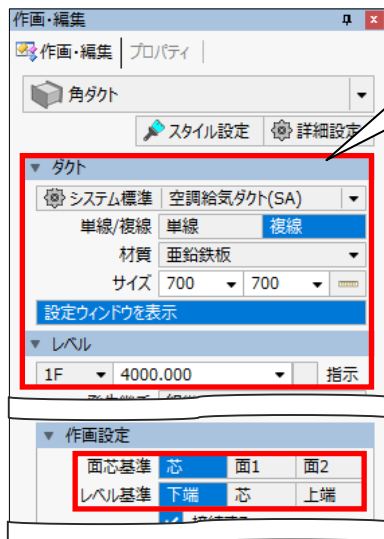 作画・編集
作画・編集 プロパティ
角ダクト
スタイル設定 詳細設定
ダクト
システム標準 空調給気ダクト(SA)
単線/複線 単線 複線
材質 亜鉛鉄板
サイズ 700 700
設定ウィンドウを表示
レベル
1F 4000.000 指示
作画設定
面芯基準 芯 面1 面2
レベル基準 下端 芯 上端